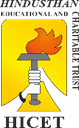 HINDUSTHAN
EDUCATIONAL AND
CHARITABLE TRUST
HICET